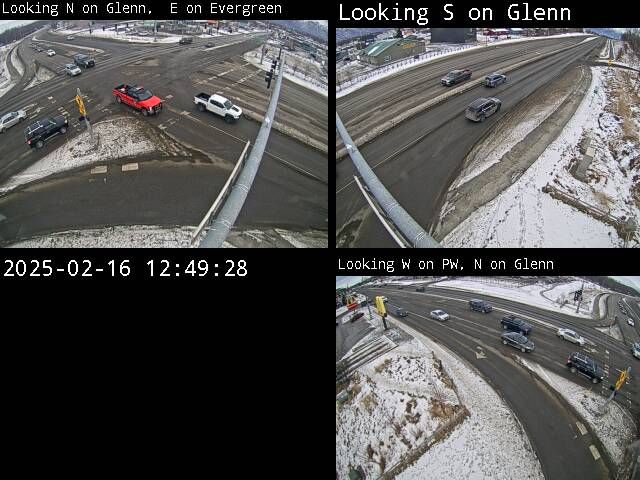 Looking N on Glenn, E on Evergreen
Looking S on Glenn
2025-02-16 12:49:28
Looking W on PW, N on Glenn